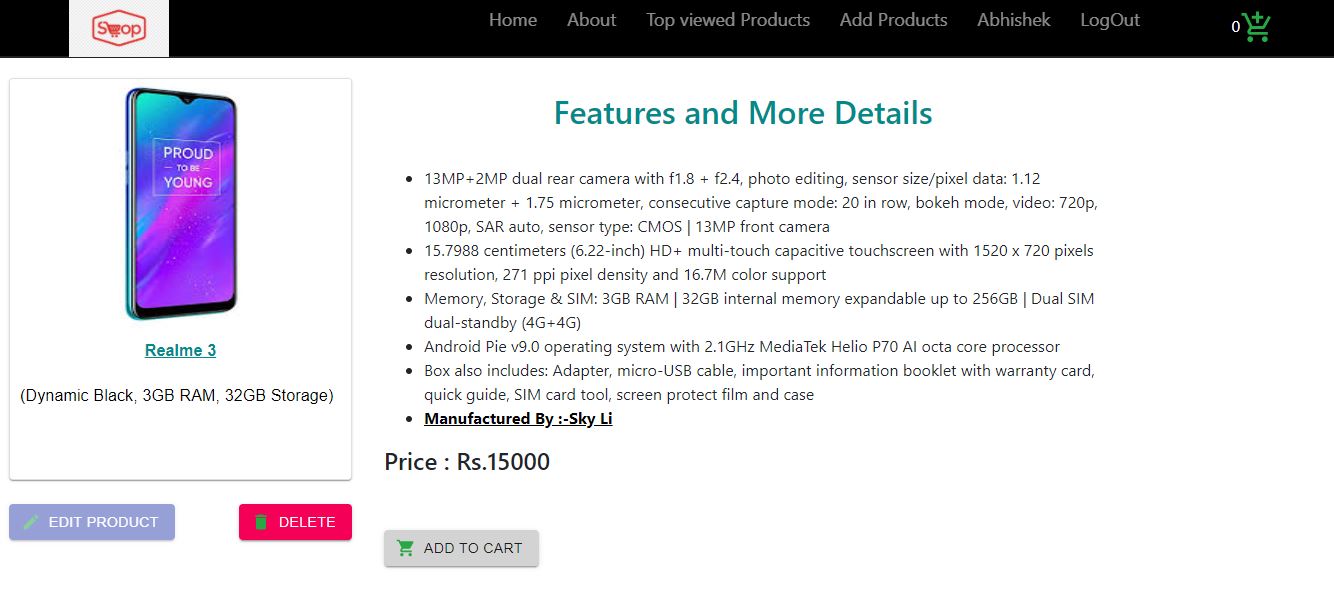 Shop
Home About Top viewed Products Add Products Abhishek LogOut 0
PROUD
TO BE
YOUNG
Realme 3
(Dynamic Black, 3GB RAM, 32GB Storage)
EDIT PRODUCT
DELETE
Features and More Details
13MP+2MP dual rear camera with f1.8 + f2.4, photo editing, sensor size/pixel data: 1.12
micrometer + 1.75 micrometer, consecutive capture mode: 20 in row, bokeh mode, video: 720p,
1080p, SAR auto, sensor type: CMOS | 13MP front camera
15.7988 centimeters (6.22-inch) HD+ multi-touch capacitive touchscreen with 1520 x 720 pixels
resolution, 271 ppi pixel density and 16.7M color support
Memory, Storage & SIM: 3GB RAM | 32GB internal memory expandable up to 256GB | Dual SIM
dual-standby (4G+4G)
Android Pie v9.0 operating system with 2.1GHz MediaTek Helio P70 AI octa core processor
Box also includes: Adapter, micro-USB cable, important information booklet with warranty card,
quick guide, SIM card tool, screen protect film and case
Manufactured By :-Sky Li
Price : Rs.15000
ADD TO CART